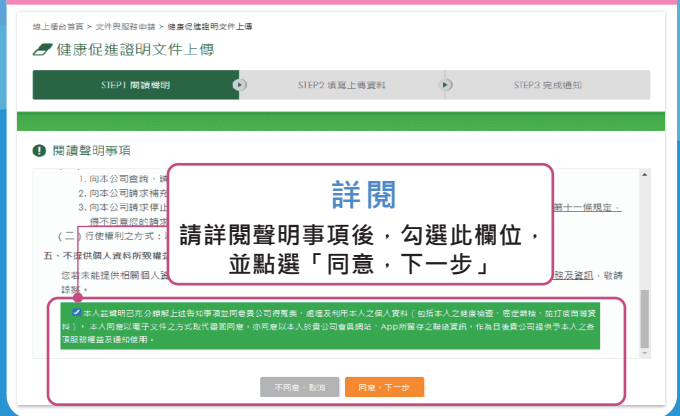 線上櫃台首頁 > 文件與服務申請 > 健康促進證明文件上傳
健康促進證明文件上傳
STEP1 閱讀聲明
STEP2 填寫上傳資料
STEP3 完成通知
閱讀聲明事項
1. 向本公司查詢、請
2. 向本公司請求補充
3. 向本公司請求停止
第十一條規定，
得不同意您的請求
(二) 行使權利之方式：
五、不提供個人資料所致權益
您若未能提供相關個人資
務及資訊，敬請
諒察。
詳閱
請詳閱聲明事項後，勾選此欄位，
並點選「同意，下一步」
本人茲聲明已充分瞭解上述告知事項並同意貴公司得蒐集、處理及利用本人之個人資料（包括本人之健康檢查、癌症篩檢、施打疫苗等資
料），本人同意以電子文件之方式取代書面同意，亦同意以本人於貴公司會員網站、App所留存之聯絡資訊，作為日後貴公司提供予本人之各
項服務權益及通知使用。
不同意，取消
同意，下一步